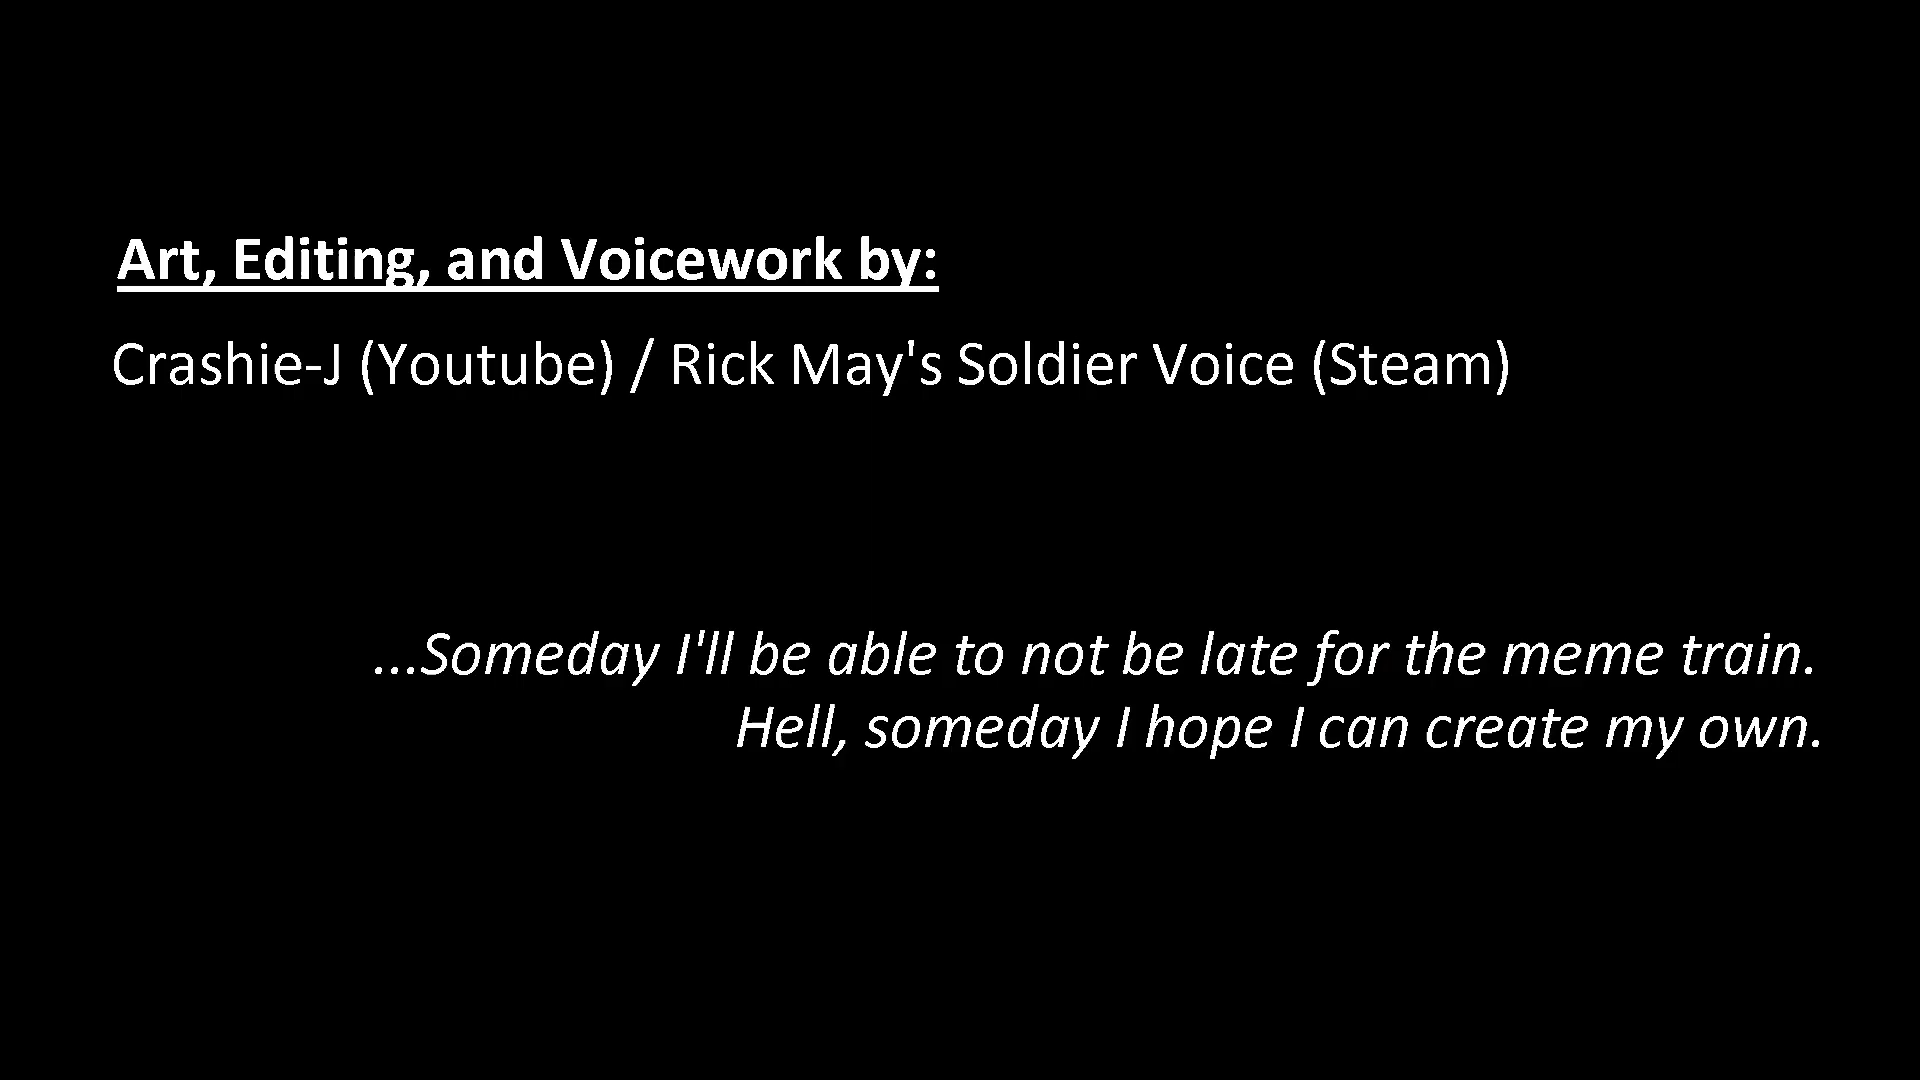 Art, Editing, and Voicework by:
Crashie-J (Youtube) / Rick May's Soldier Voice (Steam)
...Someday I'll be able to not be late for the meme train.
Hell, someday I hope I can create my own.